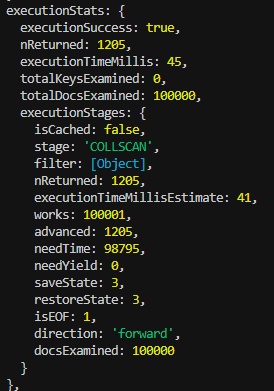 executionStats: {
executionSuccess: true,
nReturned: 1205,
executionTimeMillis: 45,
totalKeysExamined: 0,
totalDocsExamined: 100000,
executionStages: {
isCached: false,
stage: 'COLLSCAN',
filter: [Object],
nReturned: 1205,
executionTimeMillisEstimate: 41,
works: 100001,
advanced: 1205,
needTime: 98795,
needYield: 0,
saveState: 3,
restoreState: 3,
isEOF: 1,
direction: 'forward',
docsExamined: 100000
}
},